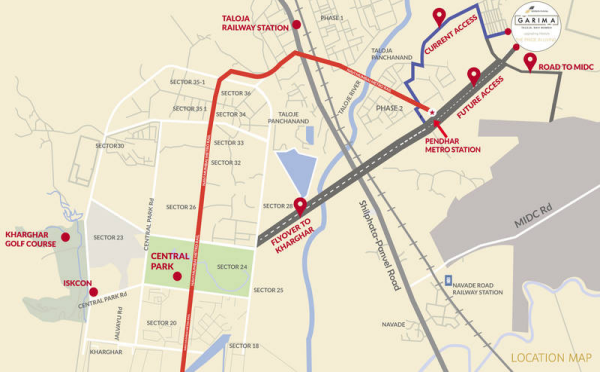 TALOJA
RAILWAY STATION
PHASE 1
CURRENT ACCESS
GARIMA
ROAD TO MIDC
TALOJA
PANCHANAND
SECTOR 35-1
SECTOR 36
TALOJE RIVER
FUTURE ACCESS
SECTOR 35 1
SECTOR 34
TALOJE
PANCHANAND
PHASE 2
PENDHAR
METRO STATION
SECTOR 30
SECTOR 33
SECTOR 32
SECTOR 26
SECTOR 28
FLYOVER TO
KHARGHAR
Shilphata-Panvel Road
MIDC Rd
KHARGHAR
GOLF COURSE
SECTOR 23
CENTRAL PARK RD
CENTRAL
PARK
SECTOR 24
ISKCON
CENTRAL PARK Rd
SECTOR 25
NAVADE ROAD
RAILWAY STATION
JALVAYU RD
SECTOR 20
SECTOR 18
NAVADE
KHARGHAR
LOCATION MAP